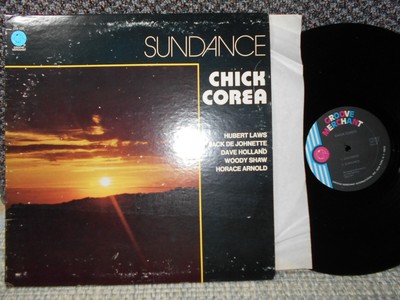 SUNDANCE
CHICK
COREA
HUBERT LAWS
JACK DE JOHNETTE
DAVE HOLLAND
WOODY SHAW
HORACE ARNOLD
GROOVE
MERCHANT